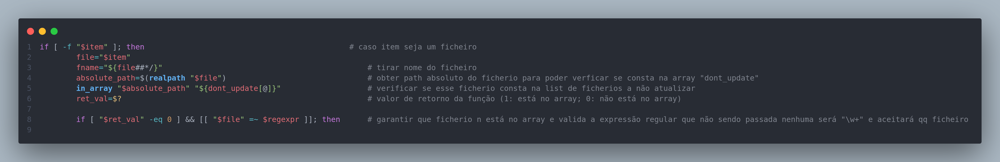 1 if [ -f "$item" ]; then # caso item seja um ficheiro
2 file="$item"
3 fname="${file##*/}" # tirar nome do ficheiro
4 absolute_path=$(realpath "$file") # obter path absoluto do ficherio para poder verficar se consta na array "dont_update"
5 in_array "$absolute_path" "${dont_update[@]}" # verificar se esse ficherio consta na list de ficherios a não atualizar
6 ret_val=$? # valor de retorno da função (1: está no array; 0: não está no array)
7
8 if [ "$ret_val" -eq 0 ] && [[ "$file" =~ $regexpr ]]; then # garantir que ficherio n está no array e valida a expressão regular que não sendo passada nenhuma será "\w+" e aceitará qq ficheiro
9